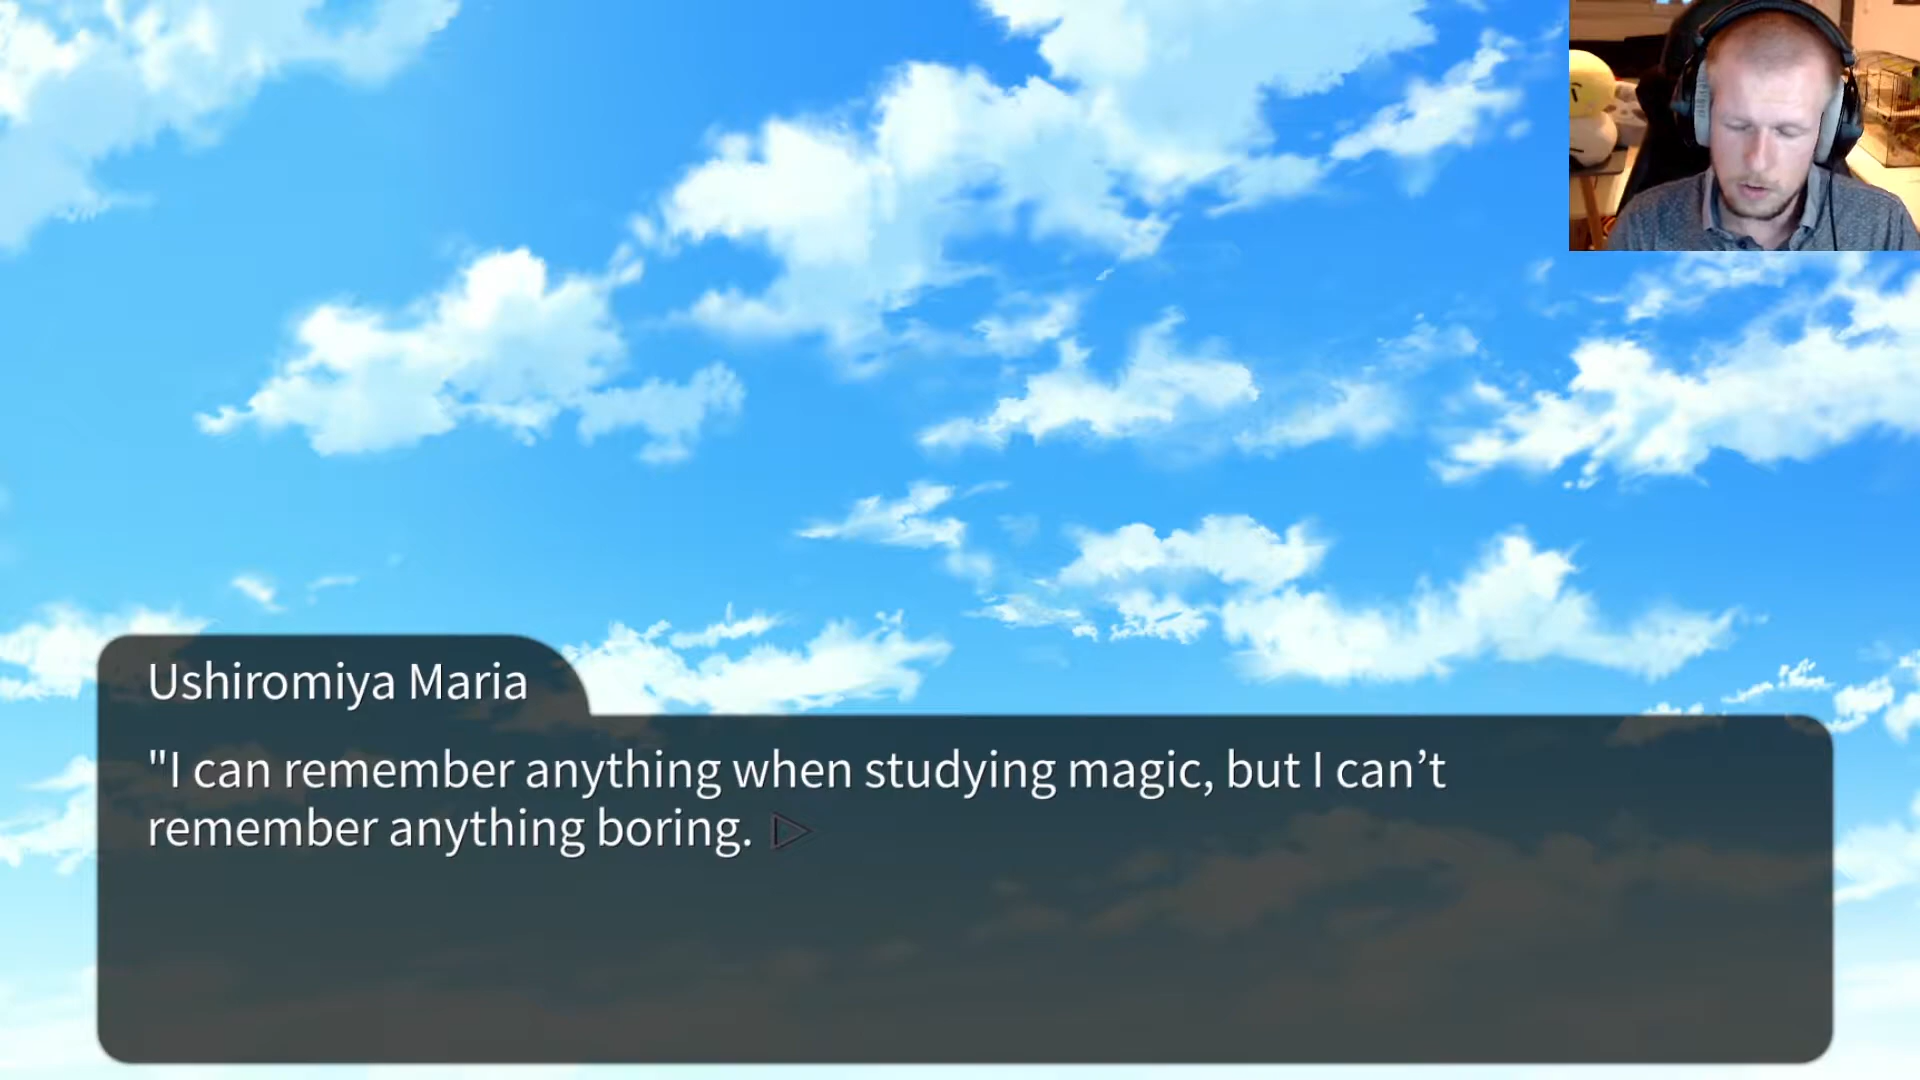 Ushiromiya Maria
"I can remember anything when studying magic, but I can’t
remember anything boring.